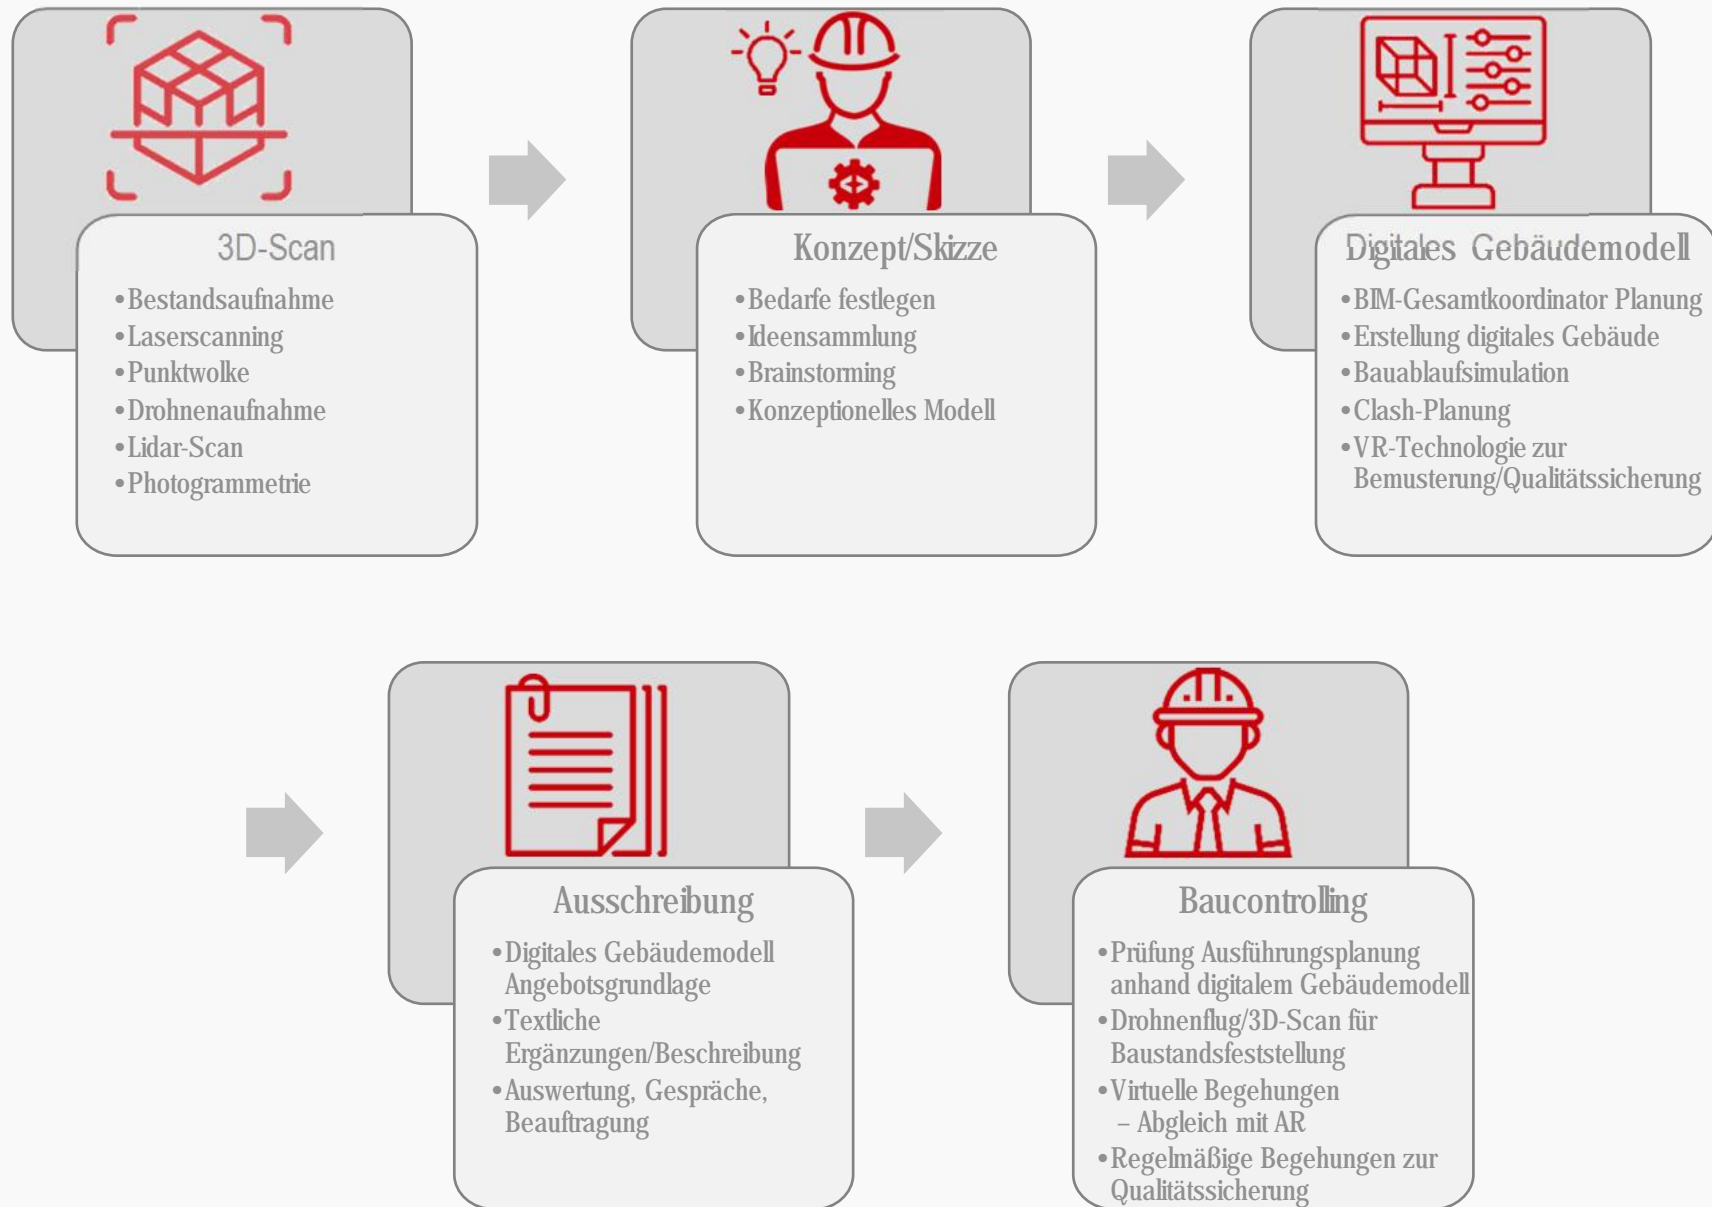 3D-Scan
•Bestandsaufnahme
•Laserscanning
•Punktwolke
•Drohnenaufnahme
•Lidar-Scan
•Photogrammetrie
Konzept/Skizze
•Bedarfe festlegen
•Ideensammlung
•Brainstorming
•Konzeptionelles Modell
Digitales Gebäudemodell
•BIM-Gesamtkoordinator Planung
•Erstellung digitales Gebäude
•Bauablaufsimulation
•Clash-Planung
•VR-Technologie zur
Bemusterung/Qualitätssicherung
Ausschreibung
•Digitales Gebäudemodell
Angebotsgrundlage
•Textliche
Ergänzungen/Beschreibung
•Auswertung, Gespräche,
Beauftragung
Baucontrolling
•Prüfung Ausführungsplanung
anhand digitalem Gebäudemodell
•Drohnenflug/3D-Scan für
Baustandsfeststellung
•Virtuelle Begehungen
– Abgleich mit AR
•Regelmäßige Begehungen zur
Qualitätssicherung